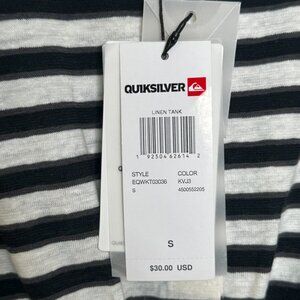 QUIKSILVER
LINEN TANK
1 92504 62614 2
STYLE COLOR
EQWKT03036 KVJ3
S 4500552205
S
$30.00 USD